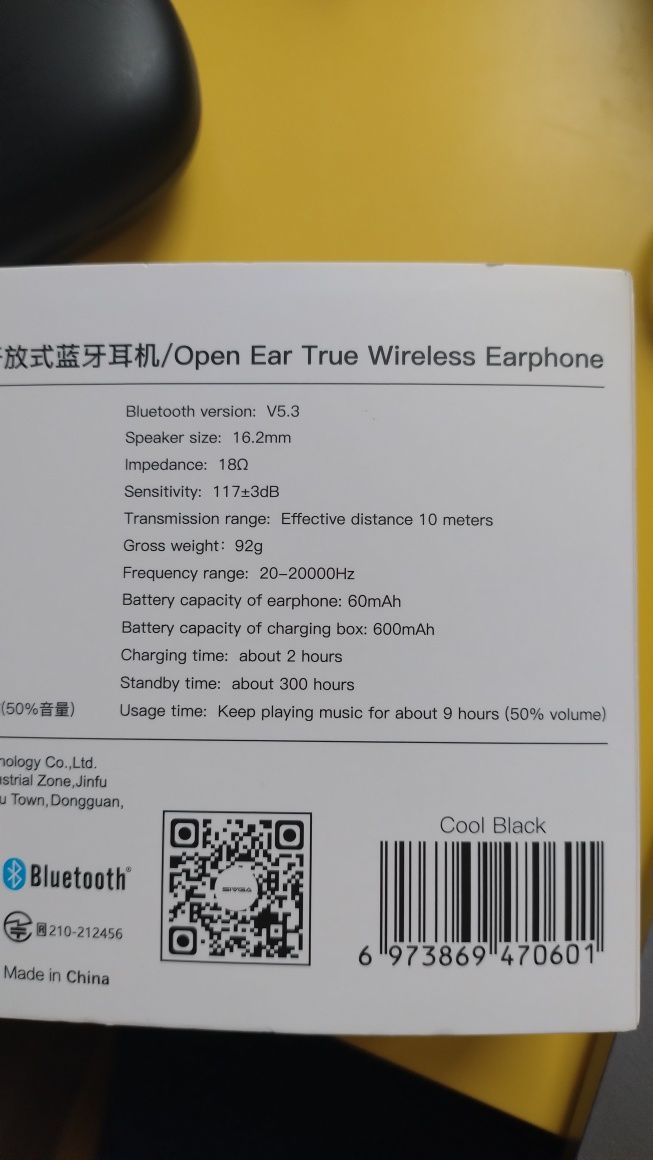 放式蓝牙耳机/Open Ear True Wireless Earphone
Bluetooth version: V5.3
Speaker size: 16.2mm
Impedance: 18Ω
Sensitivity: 117±3dB
Transmission range: Effective distance 10 meters
Gross weight: 92g
Frequency range: 20–20000Hz
Battery capacity of earphone: 60mAh
Battery capacity of charging box: 600mAh
Charging time: about 2 hours
Standby time: about 300 hours
(50%音量)
Usage time: Keep playing music for about 9 hours (50% volume)
nology Co.,Ltd.
ustrial Zone,Jinfu
u Town,Dongguan,
Bluetooth®
R 210-212456
Made in China
SIVGA
Cool Black
6 973869 470601